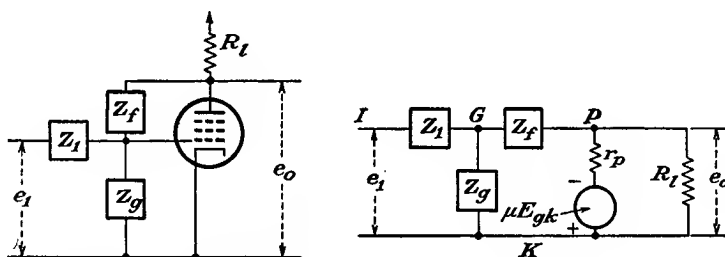 R_l
Z_f
Z_1
Z_g
e_1
e_o
I
Z_1
G
Z_f
P
r_p
e_1
Z_g
−
μE_gk
+
R_l
e_o
K